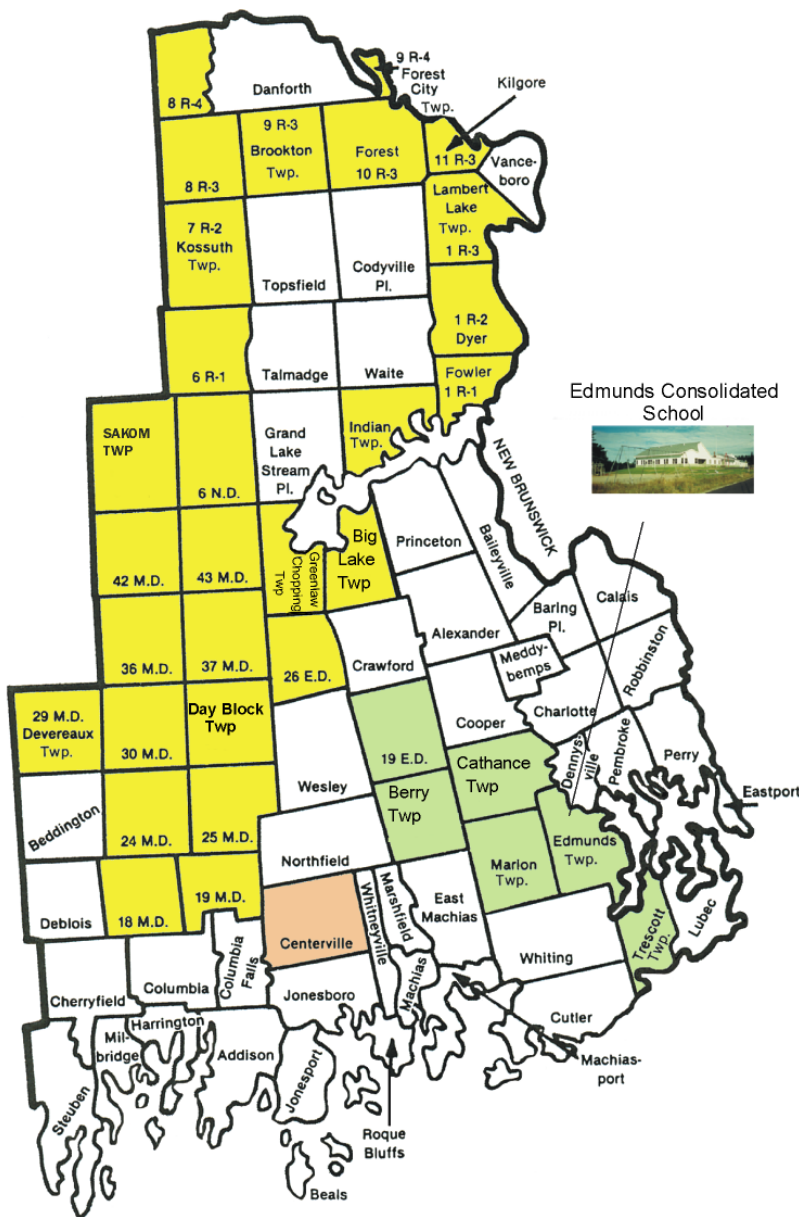 9 R-4
Forest
City
Twp.
Kilgore
8 R-4
Danforth
9 R-3
Brookton
Twp.
Forest
10 R-3
11 R-3
Vance-
boro
8 R-3
Lambert
Lake
Twp.
1 R-3
7 R-2
Kossuth
Twp.
Topsfield
Codyville
Pl.
1 R-2
Dyer
6 R-1
Talmadge
Waite
Fowler
1 R-1
Edmunds Consolidated
School
SAKOM
TWP
6 N.D.
Grand
Lake
Stream
Pl.
Indian
Twp.
NEW BRUNSWICK
42 M.D.
43 M.D.
Greenlaw
Chopping
Twp
Big
Lake
Twp
Princeton
Baileyville
Baring
Pl.
Calais
36 M.D.
37 M.D.
26 E.D.
Crawford
Alexander
Meddy-
bemps
Robbinston
29 M.D.
Devereaux
Twp.
30 M.D.
Day Block
Twp
Wesley
19 E.D.
Cooper
Charlotte
Dennys-
ville
Pembroke
Perry
Eastport
Beddington
24 M.D.
25 M.D.
Berry
Twp
Cathance
Twp
Northfield
Marion
Twp.
Edmunds
Twp.
Deblois
18 M.D.
19 M.D.
Centerville
Whitneyville
Marshfield
East
Machias
Trescott
Twp.
Lubec
Cherryfield
Columbia
Columbia
Falls
Jonesboro
Machias
Whiting
Cutler
Machias-
port
Steuben
Mil-
bridge
Harrington
Addison
Jonesport
Roque
Bluffs
Beals